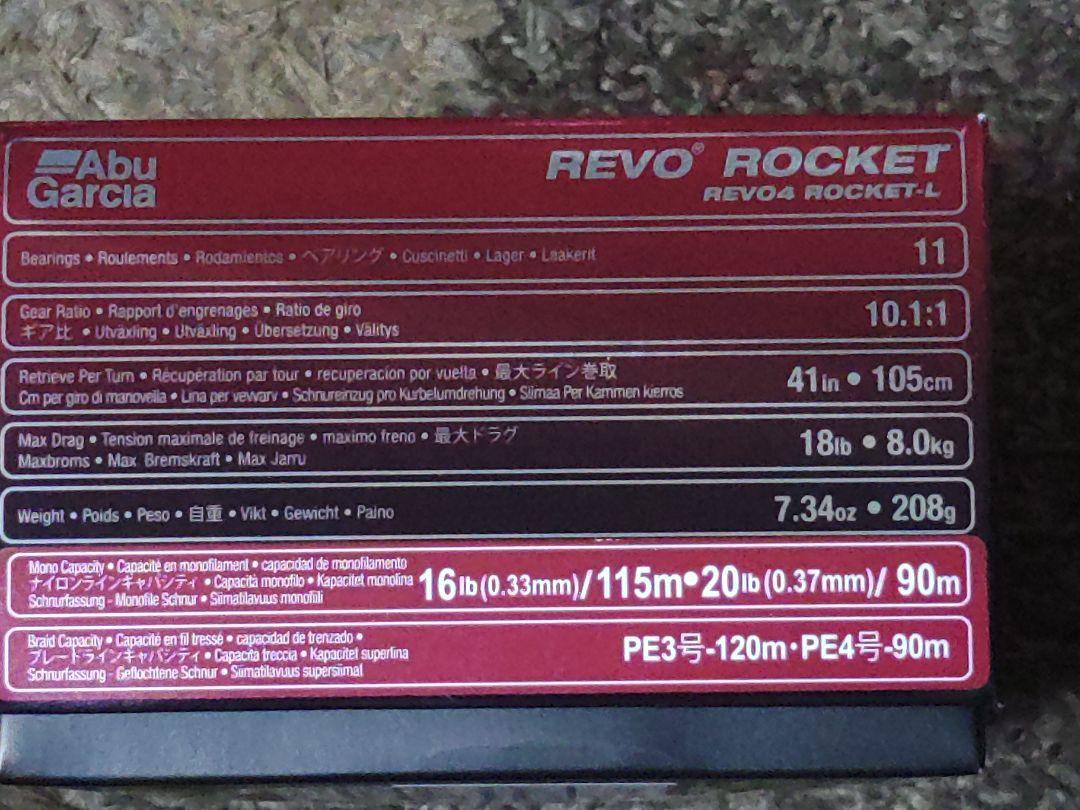 Abu
Garcia
REVO® ROCKET
REVO4 ROCKET-L
Bearings • Roulements • Rodamientos • ベアリング • Cuscinetti • Lager • Laakerit
11
Gear Ratio • Rapport d'engrenages • Ratio de giro
ギア比 • Utväxling • Utväxling • Übersetzung • Välitys
10.1:1
Retrieve Per Turn • Récupération par tour • recuperacion por vuelta • 最大ライン巻取
Cm per giro di manovella • Lina per vevvarv • Schnureinzug pro Kurbelumdrehung • Siimaa Per Kammen kierros
41in • 105cm
Max Drag • Tension maximale de freinage • maximo freno • 最大ドラグ
Maxbroms • Max Bremskraft • Max Jarru
18lb • 8.0kg
Weight • Poids • Peso • 自重 • Vikt • Gewicht • Paino
7.34oz • 208g
Mono Capacity • Capacité en monofilament • capacidad de monofilamento
ナイロンラインキャパシティ • Capacità monofilo • Kapacitet monolina
Schnurfassung - Monofile Schnur • Siimatilavuus monofiili
16lb(0.33mm)/115m•20lb(0.37mm)/ 90m
Braid Capacity • Capacité en fil tressé • capacidad de trenzado •
ブレードラインキャパシティ • Capacita treccia • Kapacitet superlina
Schnurfassung - Geflochtene Schnur • Siimatilavuus supersiimat
PE3号-120m·PE4号-90m